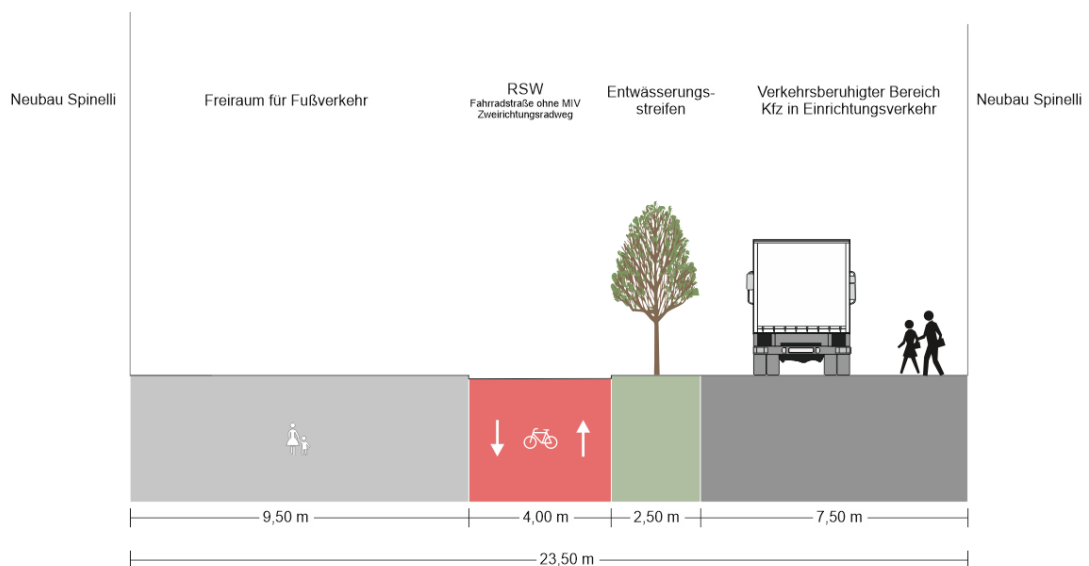 Neubau Spinelli
Freiraum für Fußverkehr
RSW
Fahrradstraße ohne MIV
Zweirichtungsradweg
Entwässerungs-
streifen
Verkehrsberuhigter Bereich
Kfz in Einrichtungsverkehr
Neubau Spinelli
9,50 m
4,00 m
2,50 m
7,50 m
23,50 m